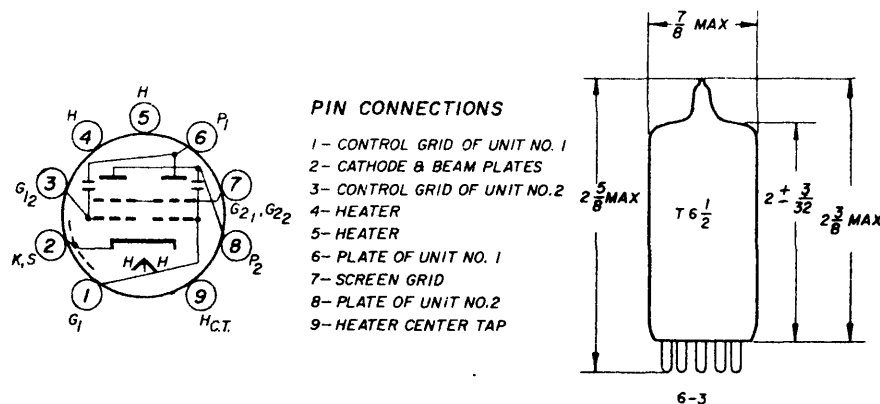 H
5
H
4
P1
6
G12
3
7
G21, G22
K, S
2
8
P2
H H
1
G1
9
HC.T.
PIN CONNECTIONS
1- CONTROL GRID OF UNIT NO. 1
2- CATHODE & BEAM PLATES
3- CONTROL GRID OF UNIT NO.2
4- HEATER
5- HEATER
6- PLATE OF UNIT NO. 1
7- SCREEN GRID
8- PLATE OF UNIT NO.2
9- HEATER CENTER TAP
7/8 MAX
2 5/8 MAX
T 6 1/2
2 ± 3/32
2 3/8 MAX
6-3